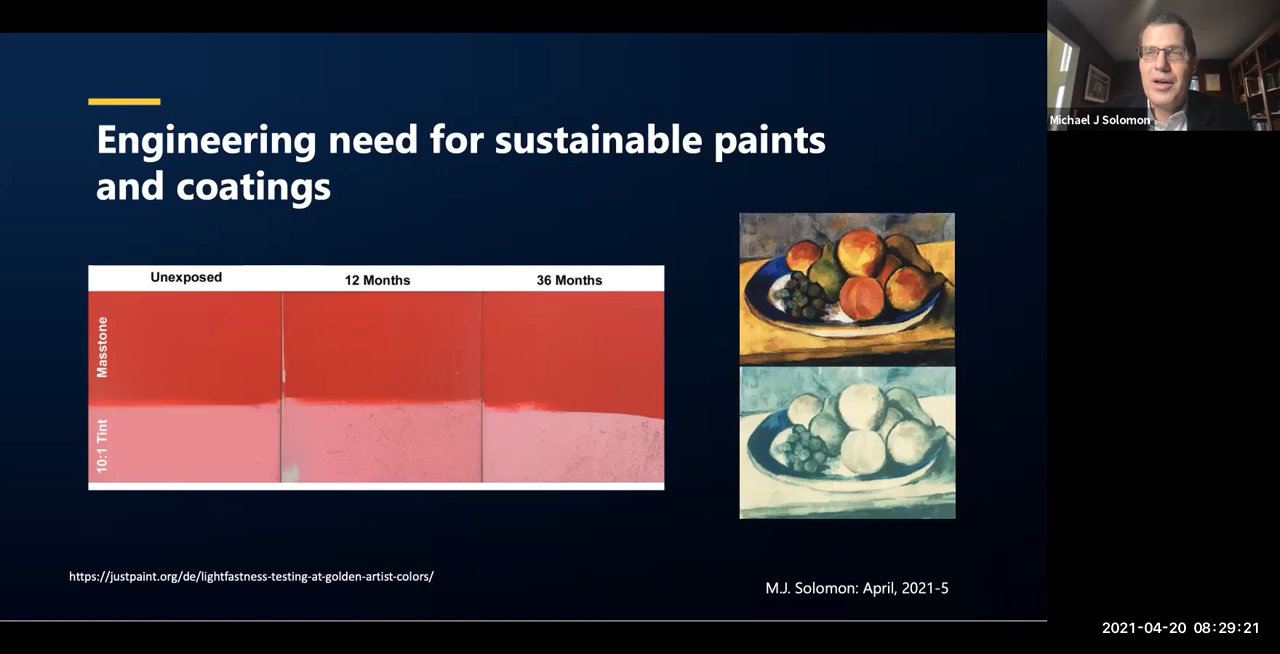 Engineering need for sustainable paints
and coatings
Unexposed
12 Months
36 Months
Masstone
10:1 Tint
https://justpaint.org/de/lightfastness-testing-at-golden-artist-colors/
M.J. Solomon: April, 2021-5
Michael J Solomon
2021-04-20 08:29:21